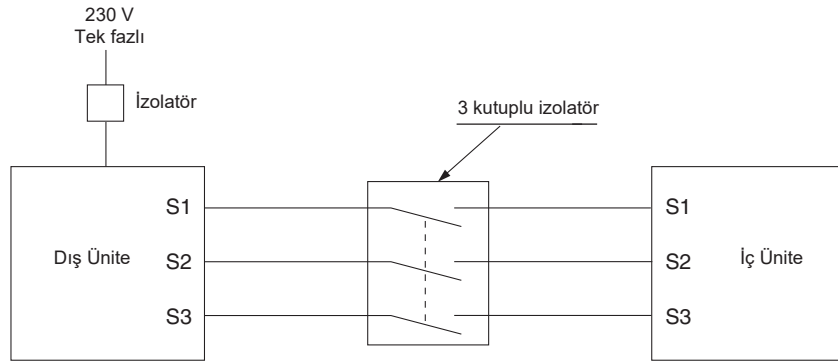 230 V
Tek fazlı
İzolatör
3 kutuplu izolatör
S1
S1
Dış Ünite
S2
S2
İç Ünite
S3
S3